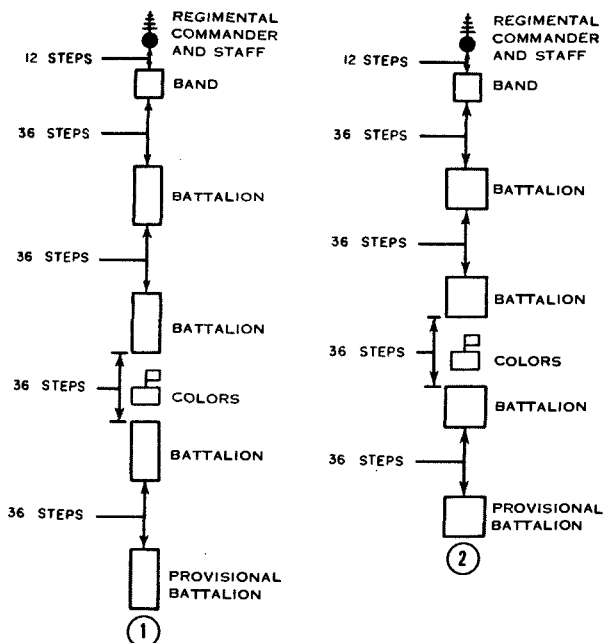 REGIMENTAL
COMMANDER
AND STAFF
12 STEPS
BAND
36 STEPS
BATTALION
36 STEPS
BATTALION
36 STEPS
COLORS
BATTALION
36 STEPS
PROVISIONAL
BATTALION
1
REGIMENTAL
COMMANDER
AND STAFF
12 STEPS
BAND
36 STEPS
BATTALION
36 STEPS
BATTALION
36 STEPS
COLORS
BATTALION
36 STEPS
PROVISIONAL
BATTALION
2